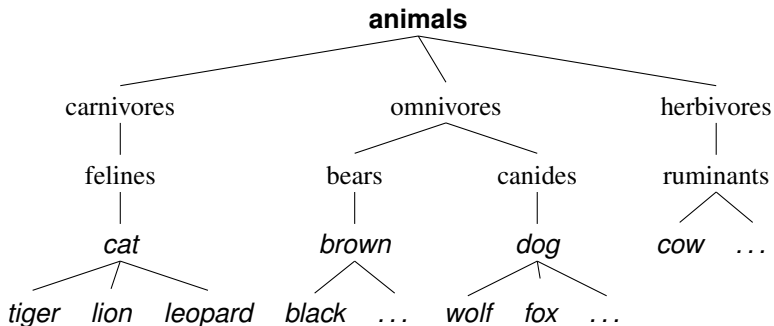 animals
carnivores omnivores herbivores
felines bears canides ruminants
cat brown dog cow ...
tiger lion leopard black ... wolf fox ...